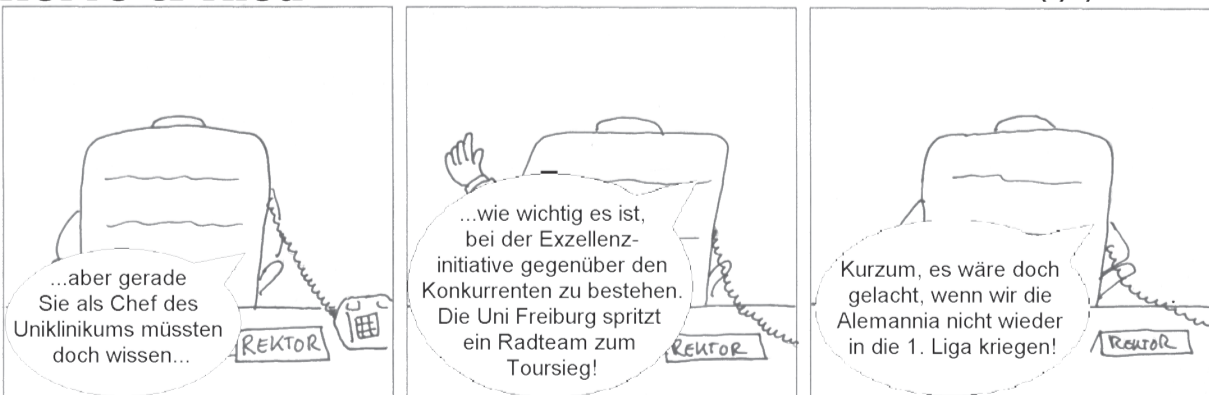 ...aber gerade
Sie als Chef des
Uniklinikums müssten
doch wissen...
REKTOR
...wie wichtig es ist,
bei der Exzellenz-
initiative gegenüber den
Konkurrenten zu bestehen.
Die Uni Freiburg spritzt
ein Radteam zum
Toursieg!
REKTOR
Kurzum, es wäre doch
gelacht, wenn wir die
Alemannia nicht wieder
in die 1. Liga kriegen!
REKTOR